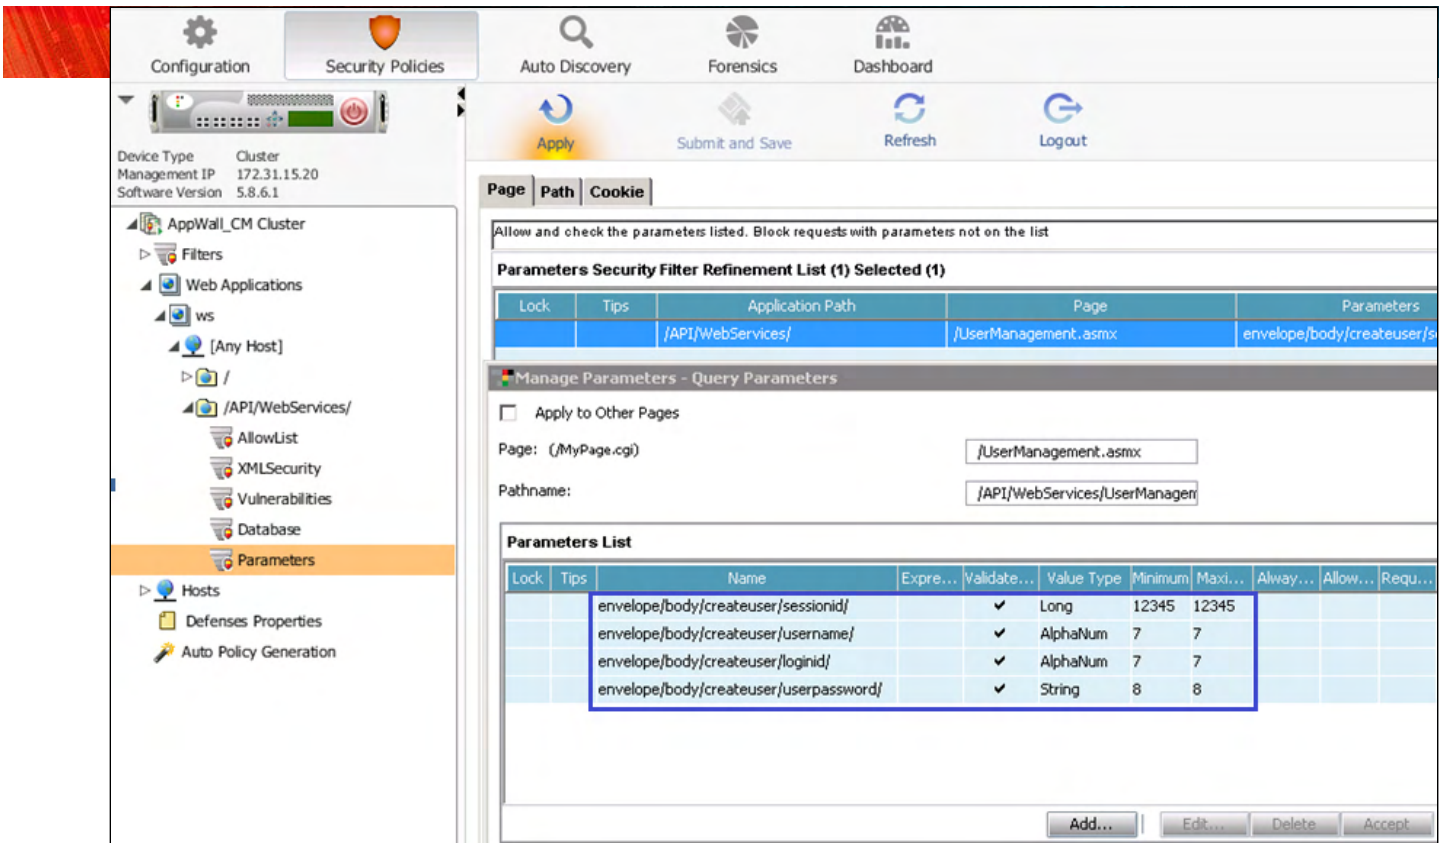 Configuration
Security Policies
Auto Discovery
Forensics
Dashboard
Apply
Submit and Save
Refresh
Logout
Device Type Cluster
Management IP 172.31.15.20
Software Version 5.8.6.1
AppWall_CM Cluster
Filters
Web Applications
ws
[Any Host]
/
/API/WebServices/
AllowList
XMLSecurity
Vulnerabilities
Database
Parameters
Hosts
Defenses Properties
Auto Policy Generation
Page Path Cookie
Allow and check the parameters listed. Block requests with parameters not on the list
Parameters Security Filter Refinement List (1) Selected (1)
Lock Tips Application Path Page Parameters
/API/WebServices/ /UserManagement.asmx envelope/body/createuser/s
Manage Parameters - Query Parameters
Apply to Other Pages
Page: (/MyPage.cgi) /UserManagement.asmx
Pathname: /API/WebServices/UserManagem
Parameters List
Lock Tips Name Expre... Validate... Value Type Minimum Maxi... Alway... Allow... Requ...
envelope/body/createuser/sessionid/ ✔ Long 12345 12345
envelope/body/createuser/username/ ✔ AlphaNum 7 7
envelope/body/createuser/loginid/ ✔ AlphaNum 7 7
envelope/body/createuser/userpassword/ ✔ String 8 8
Add... Edit... Delete Accept